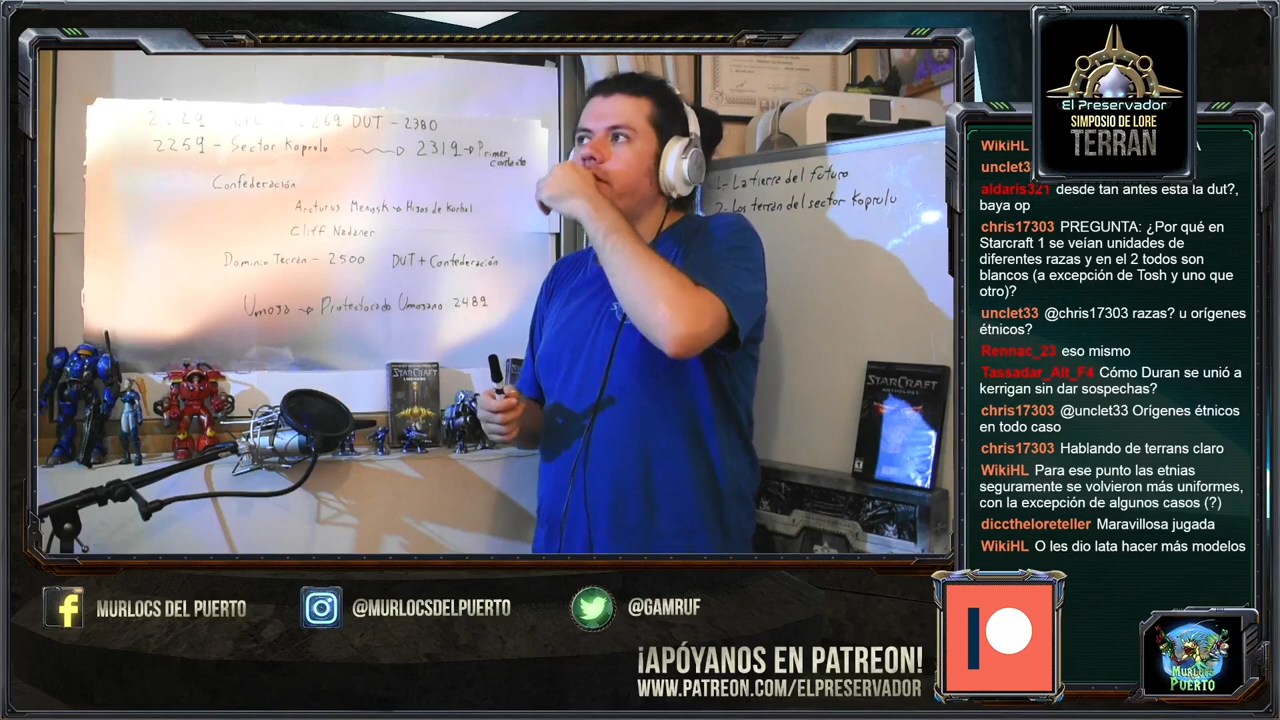 2229
2269 DUT - 2380
2259 - Sector Koprulu → 2319 → Primer contacto
Confederación
Arcturus Mengsk → Hijos de Korhal
Cliff Nadaner
Dominio Terran - 2500 DUT + Confederación
Umoja → Protectorado Umojano 2489
1- La tierra del futuro
2- Los terran del sector Koprulu
STARCRAFT
STARCRAFT
ANTHOLOGY
El Preservador
SIMPOSIO DE LORE
TERRAN
WikiHL
unclet3
aldaris321 desde tan antes esta la dut?,
baya op
chris17303 PREGUNTA: ¿Por qué en
Starcraft 1 se veían unidades de
diferentes razas y en el 2 todos son
blancos (a excepción de Tosh y uno que
otro)?
unclet33 @chris17303 razas? u orígenes
étnicos?
Rennac_23 eso mismo
Tassadar_Alt_F4 Cómo Duran se unió a
kerrigan sin dar sospechas?
chris17303 @unclet33 Orígenes étnicos
en todo caso
chris17303 Hablando de terrans claro
WikiHL Para ese punto las etnias
seguramente se volvieron más uniformes,
con la excepción de algunos casos (?)
diccthеloreteller Maravillosa jugada
WikiHL O les dio lata hacer más modelos
MURLOCS DEL PUERTO
@MURLOCSDELPUERTO
@GAMRUF
¡APÓYANOS EN PATREON!
WWW.PATREON.COM/ELPRESERVADOR
MURLOCS
DEL
PUERTO